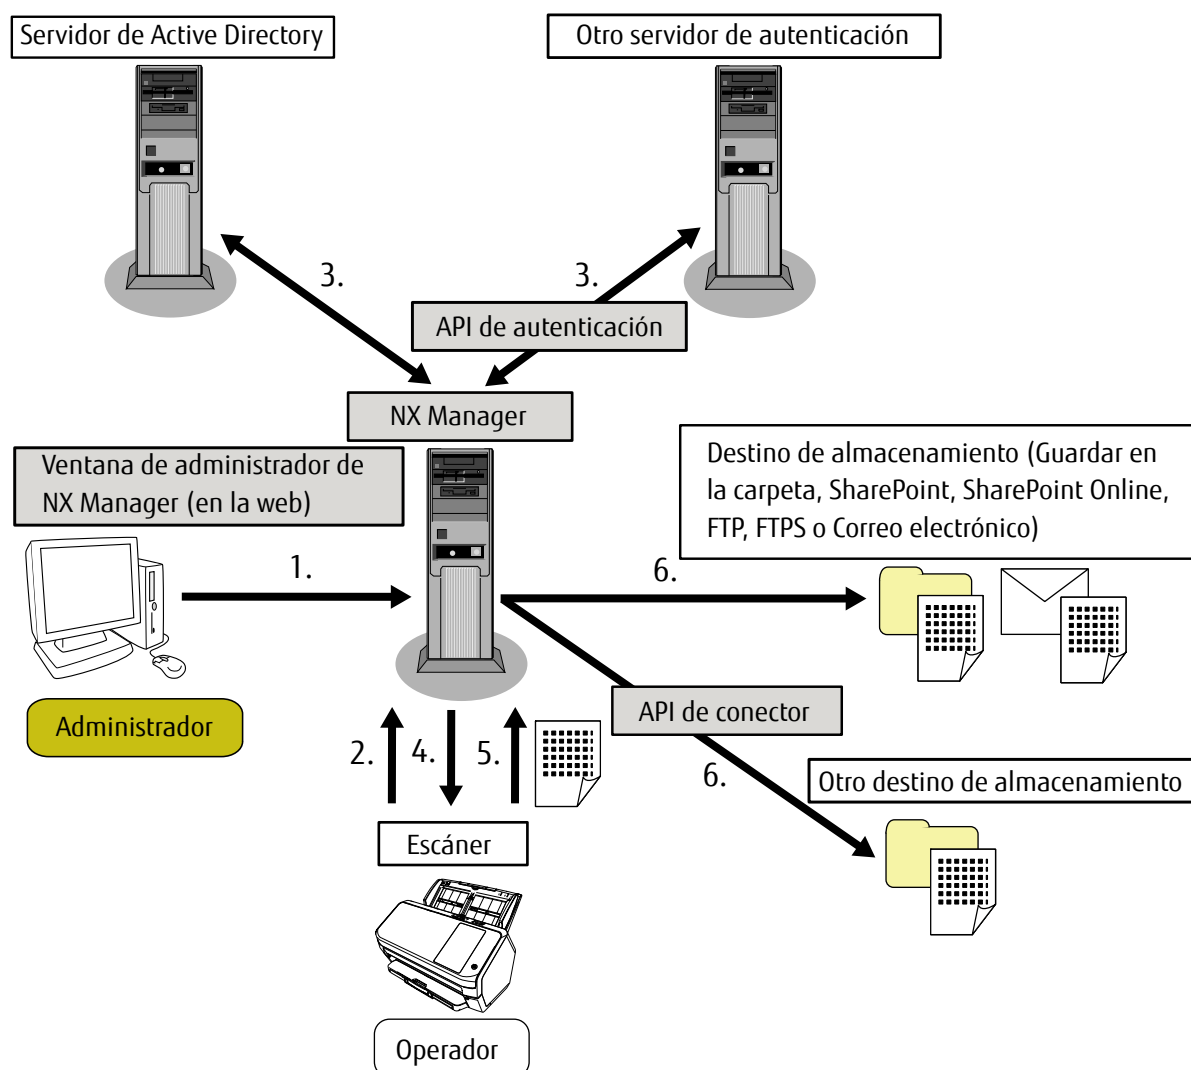 Servidor de Active Directory
Otro servidor de autenticación
3.
3.
API de autenticación
NX Manager
Ventana de administrador de
NX Manager (en la web)
Destino de almacenamiento (Guardar en
la carpeta, SharePoint, SharePoint Online,
FTP, FTPS o Correo electrónico)
1.
6.
Administrador
API de conector
2.
4.
5.
6.
Otro destino de almacenamiento
Escáner
Operador